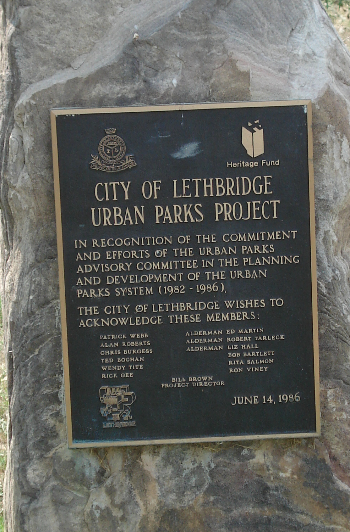 Heritage Fund
CITY OF LETHBRIDGE
URBAN PARKS PROJECT
IN RECOGNITION OF THE COMMITMENT
AND EFFORTS OF THE URBAN PARKS
ADVISORY COMMITTEE IN THE PLANNING
AND DEVELOPMENT OF THE URBAN
PARKS SYSTEM (1982 - 1986),
THE CITY OF LETHBRIDGE WISHES TO
ACKNOWLEDGE THESE MEMBERS:
PATRICK WEBB
ALAN ROBERTS
CHRIS BURGESS
TED
WENDY TITE
RICK GEE
ALDERMAN ED MARTIN
ALDERMAN ROBERT TARLECK
ALDERMAN LIZ HALL
BOB BARTLETT
RITA SALMON
RON VINEY
BILL BROWN
PROJECT DIRECTOR
JUNE 14, 1986